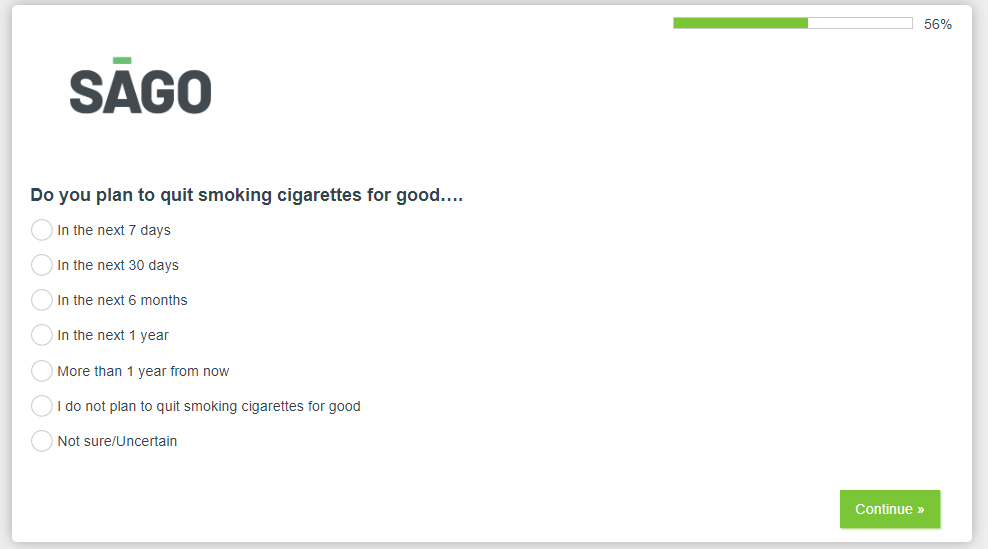 56%
SĀGO
Do you plan to quit smoking cigarettes for good....
In the next 7 days
In the next 30 days
In the next 6 months
In the next 1 year
More than 1 year from now
I do not plan to quit smoking cigarettes for good
Not sure/Uncertain
Continue »